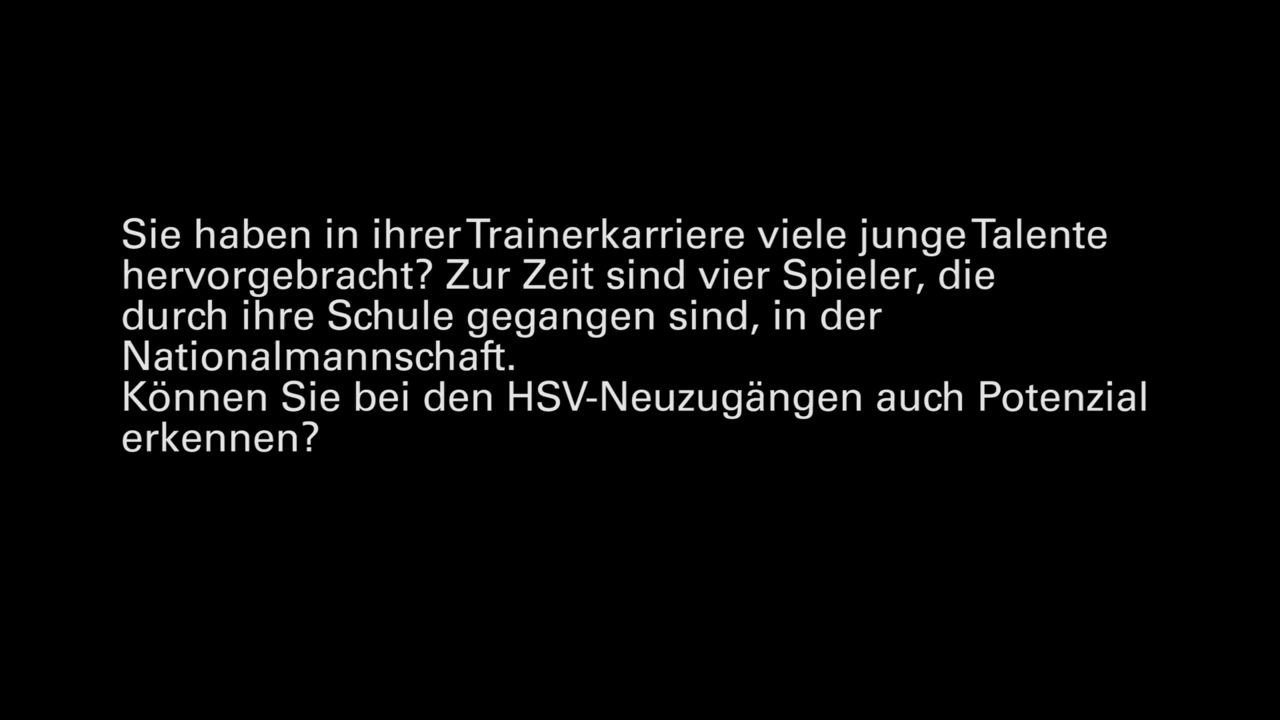 Sie haben in ihrer Trainerkarriere viele junge Talente
hervorgebracht? Zur Zeit sind vier Spieler, die
durch ihre Schule gegangen sind, in der
Nationalmannschaft.
Können Sie bei den HSV-Neuzugängen auch Potenzial
erkennen?